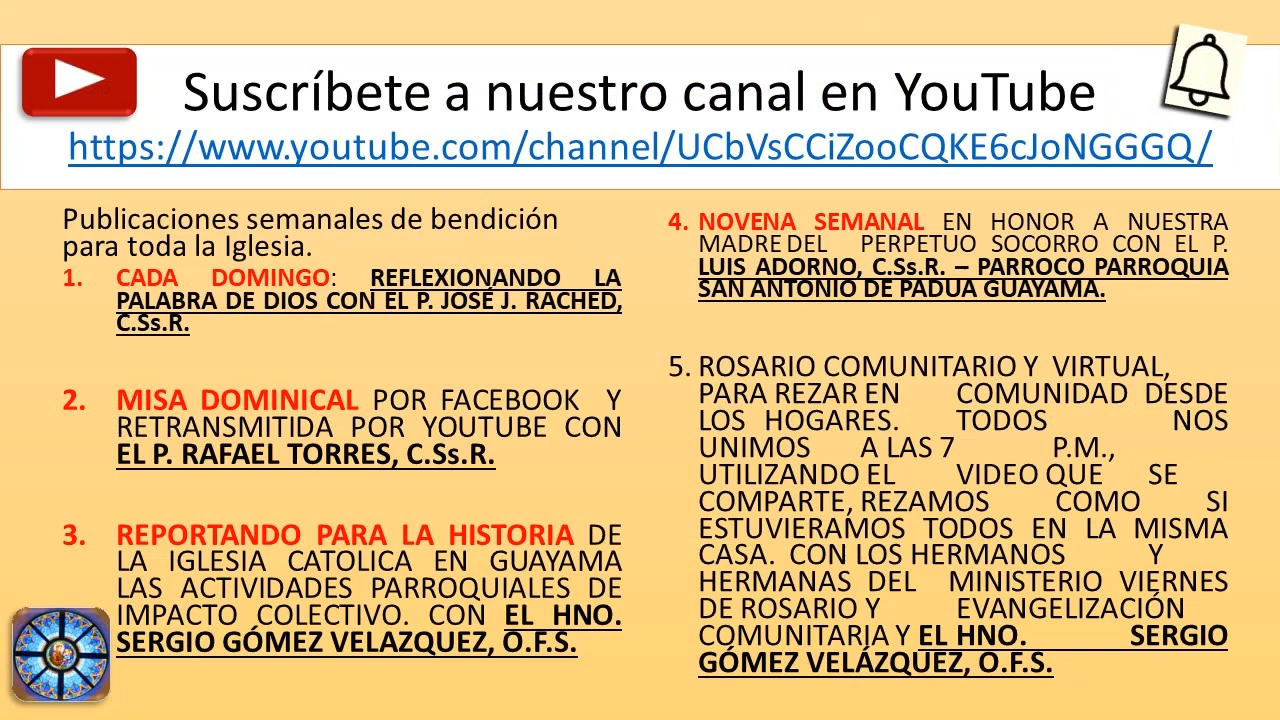 Suscríbete a nuestro canal en YouTube
https://www.youtube.com/channel/UCbVsCCiZooCQKE6cJoNGGGQ/
Publicaciones semanales de bendición
para toda la Iglesia.
1. CADA DOMINGO: REFLEXIONANDO LA
PALABRA DE DIOS CON EL P. JOSÉ J. RACHED,
C.Ss.R.
2. MISA DOMINICAL POR FACEBOOK Y
RETRANSMITIDA POR YOUTUBE CON
EL P. RAFAEL TORRES, C.Ss.R.
3. REPORTANDO PARA LA HISTORIA DE
LA IGLESIA CATOLICA EN GUAYAMA
LAS ACTIVIDADES PARROQUIALES DE
IMPACTO COLECTIVO. CON EL HNO.
SERGIO GÓMEZ VELAZQUEZ, O.F.S.
4. NOVENA SEMANAL EN HONOR A NUESTRA
MADRE DEL PERPETUO SOCORRO CON EL P.
LUIS ADORNO, C.Ss.R. – PARROCO PARROQUIA
SAN ANTONIO DE PADUA GUAYAMA.
5. ROSARIO COMUNITARIO Y VIRTUAL,
PARA REZAR EN COMUNIDAD DESDE
LOS HOGARES. TODOS NOS
UNIMOS A LAS 7 P.M.,
UTILIZANDO EL VIDEO QUE SE
COMPARTE, REZAMOS COMO SI
ESTUVIERAMOS TODOS EN LA MISMA
CASA. CON LOS HERMANOS Y
HERMANAS DEL MINISTERIO VIERNES
DE ROSARIO Y EVANGELIZACIÓN
COMUNITARIA Y EL HNO. SERGIO
GÓMEZ VELÁZQUEZ, O.F.S.